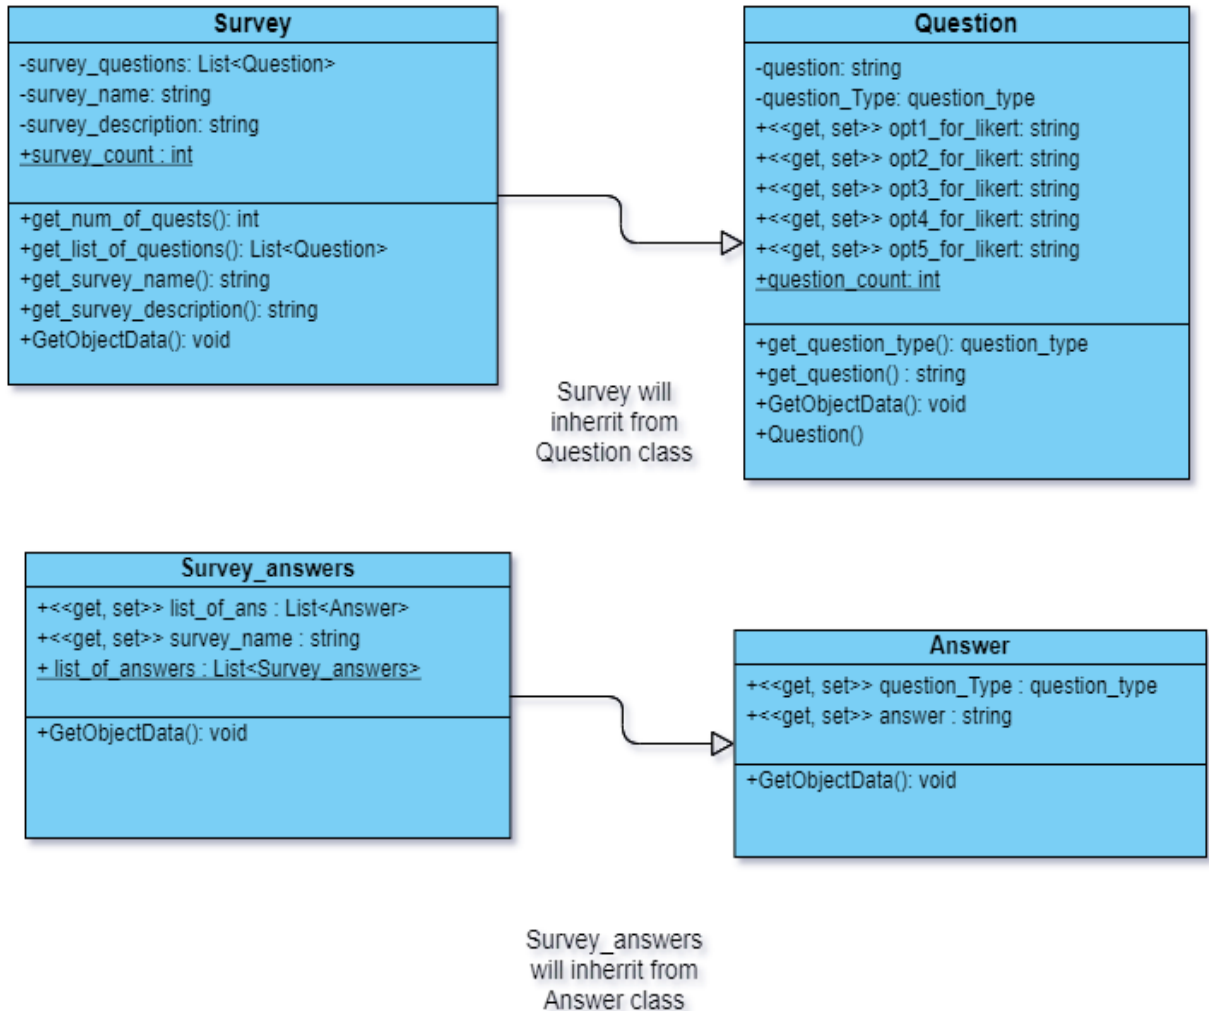 Survey
-survey_questions: List<Question>
-survey_name: string
-survey_description: string
+survey_count : int
+get_num_of_quests(): int
+get_list_of_questions(): List<Question>
+get_survey_name(): string
+get_survey_description(): string
+GetObjectData(): void
Question
-question: string
-question_Type: question_type
+<<get, set>> opt1_for_likert: string
+<<get, set>> opt2_for_likert: string
+<<get, set>> opt3_for_likert: string
+<<get, set>> opt4_for_likert: string
+<<get, set>> opt5_for_likert: string
+question_count: int
+get_question_type(): question_type
+get_question() : string
+GetObjectData(): void
+Question()
Survey will
inherrit from
Question class
Survey_answers
+<<get, set>> list_of_ans : List<Answer>
+<<get, set>> survey_name : string
+ list_of_answers : List<Survey_answers>
+GetObjectData(): void
Answer
+<<get, set>> question_Type : question_type
+<<get, set>> answer : string
+GetObjectData(): void
Survey_answers
will inherrit from
Answer class